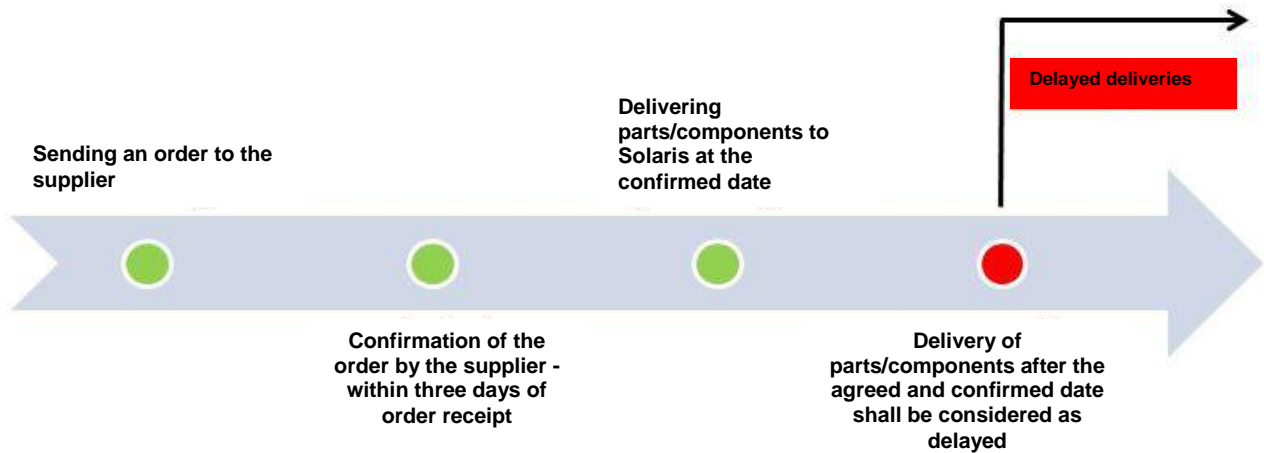 Sending an order to the
supplier
Confirmation of the
order by the supplier -
within three days of
order receipt
Delivering
parts/components to
Solaris at the
confirmed date
Delivery of
parts/components after the
agreed and confirmed date
shall be considered as
delayed
Delayed deliveries